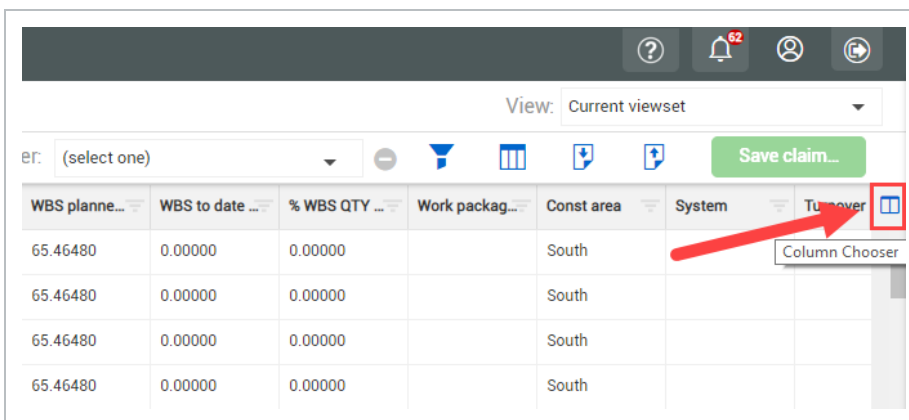 62
View: Current viewset
er: (select one) Save claim...
WBS planne... WBS to date ... % WBS QTY ... Work packag... Const area System Turnover
65.46480 0.00000 0.00000 South
Column Chooser
65.46480 0.00000 0.00000 South
65.46480 0.00000 0.00000 South
65.46480 0.00000 0.00000 South